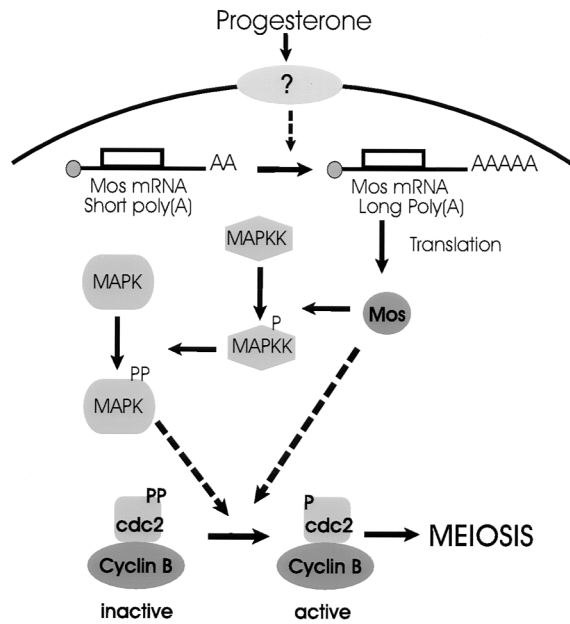 Progesterone
?
AA
AAAAA
Mos mRNA
Short poly(A)
Mos mRNA
Long Poly(A)
Translation
MAPKK
MAPK
Mos
P
MAPKK
PP
MAPK
PP
cdc2
Cyclin B
inactive
P
cdc2
Cyclin B
active
MEIOSIS